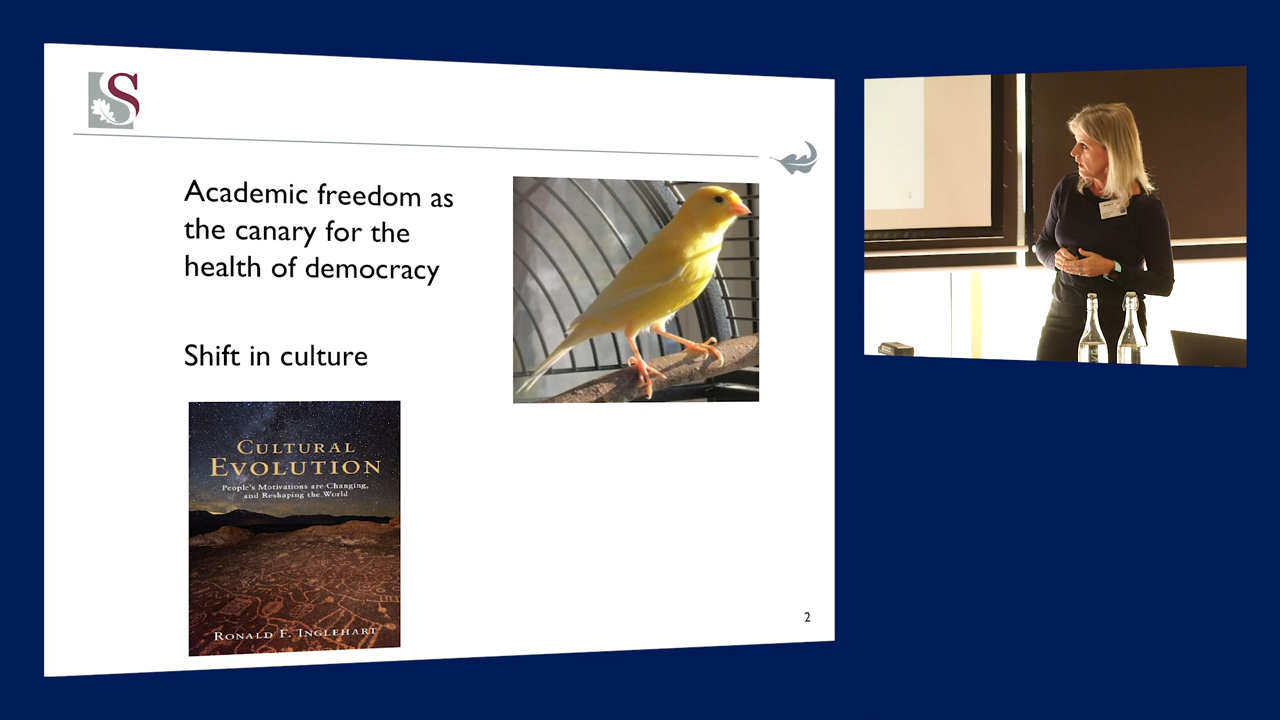 S
Academic freedom as
the canary for the
health of democracy
Shift in culture
CULTURAL
EVOLUTION
People's Motivations are Changing,
and Reshaping the World
RONALD F. INGLEHART
2